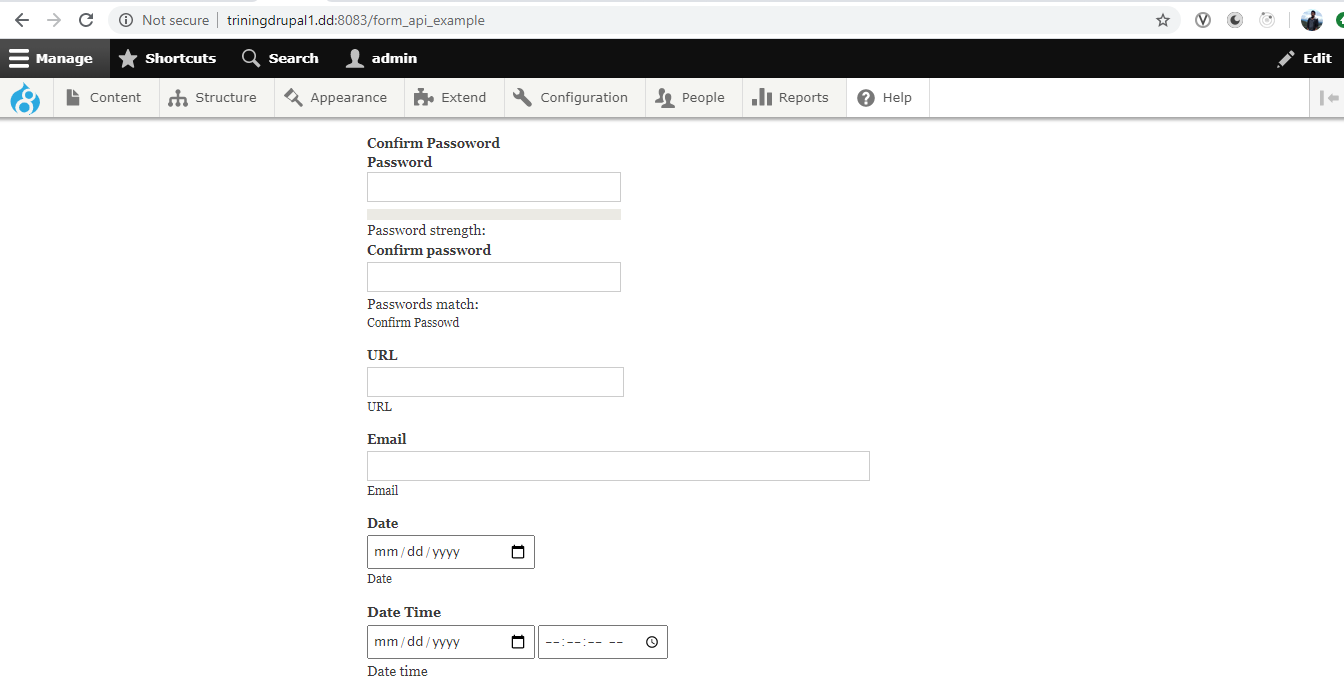 Not secure triningdrupal1.dd:8083/form_api_example
Manage Shortcuts Search admin Edit
Content Structure Appearance Extend Configuration People Reports Help
Confirm Passoword
Password
Password strength:
Confirm password
Passwords match:
Confirm Passowd
URL
URL
Email
Email
Date
mm/dd/yyyy
Date
Date Time
mm/dd/yyyy --:--:-- --
Date time